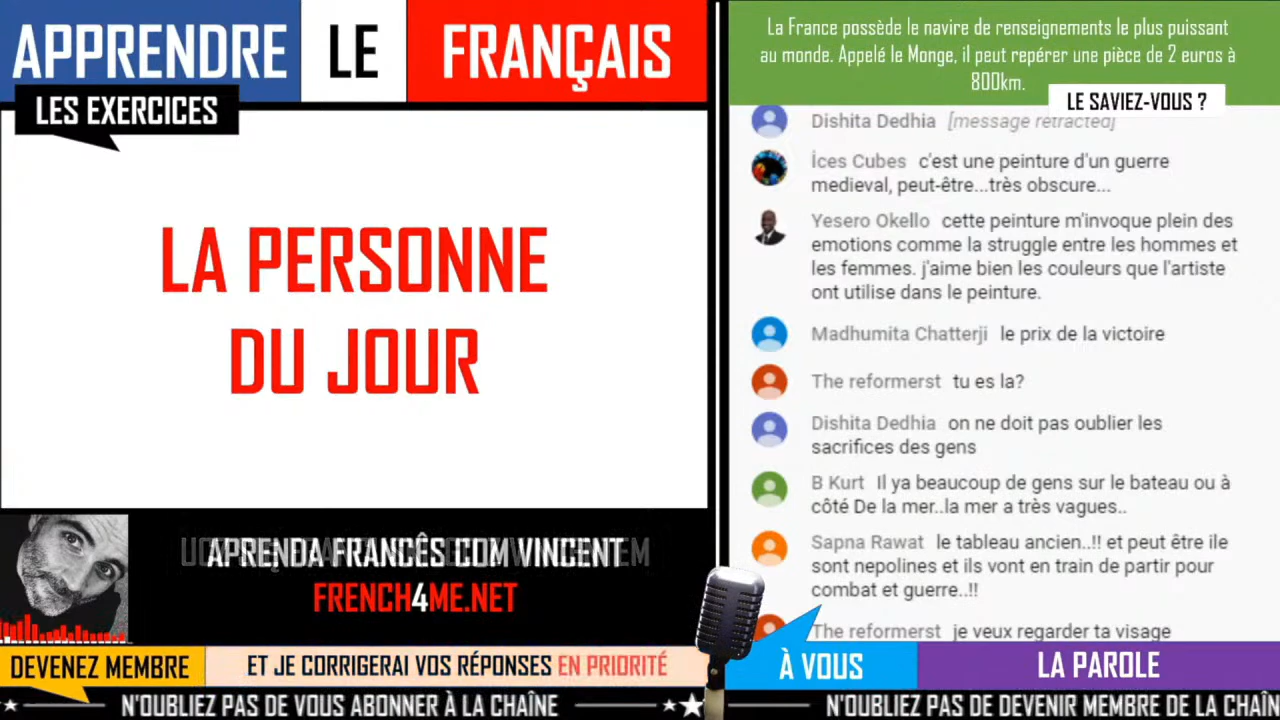 APPRENDRE LE FRANÇAIS
LES EXERCICES
LA PERSONNE
DU JOUR
APRENDA FRANCÊS COM VINCENT
FRENCH4ME.NET
DEVENEZ MEMBRE
ET JE CORRIGERAI VOS RÉPONSES EN PRIORITÉ
La France possède le navire de renseignements le plus puissant
au monde. Appelé le Monge, il peut repérer une pièce de 2 euros à
800km.
LE SAVIEZ-VOUS ?
Dishita Dedhia [message retracted]
İces Cubes c'est une peinture d'un guerre
medieval, peut-être...très obscure...
Yesero Okello cette peinture m'invoque plein des
emotions comme la struggle entre les hommes et
les femmes. j'aime bien les couleurs que l'artiste
ont utilise dans le peinture.
Madhumita Chatterji le prix de la victoire
The reformerst tu es la?
Dishita Dedhia on ne doit pas oublier les
sacrifices des gens
B Kurt Il ya beaucoup de gens sur le bateau ou à
côté De la mer..la mer a très vagues..
Sapna Rawat le tableau ancien..!! et peut être ile
sont nepolines et ils vont en train de partir pour
combat et guerre..!!
The reformerst je veux regarder ta visage
À VOUS LA PAROLE
N'OUBLIEZ PAS DE VOUS ABONNER À LA CHAÎNE
N'OUBLIEZ PAS DE DEVENIR MEMBRE DE LA CHAÎN